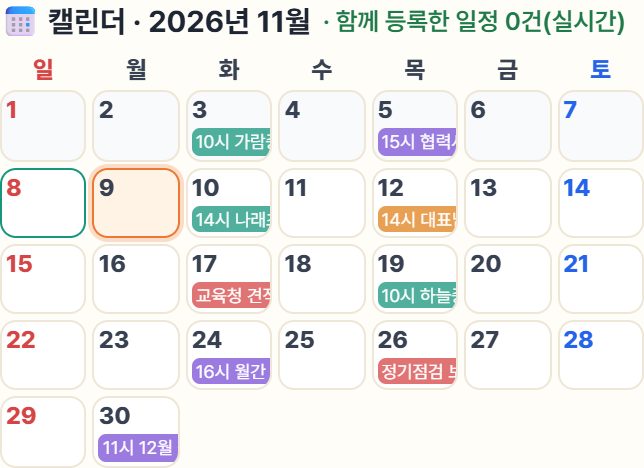 캘린더 · 2026년 11월 · 함께 등록한 일정 0건(실시간)
일 월 화 수 목 금 토
1 2 3 4 5 6 7
10시 가람 15시 협력
8 9 10 11 12 13 14
14시 나래 14시 대표
15 16 17 18 19 20 21
교육청 견적 10시 하늘
22 23 24 25 26 27 28
16시 월간 정기점검
29 30
11시 12월